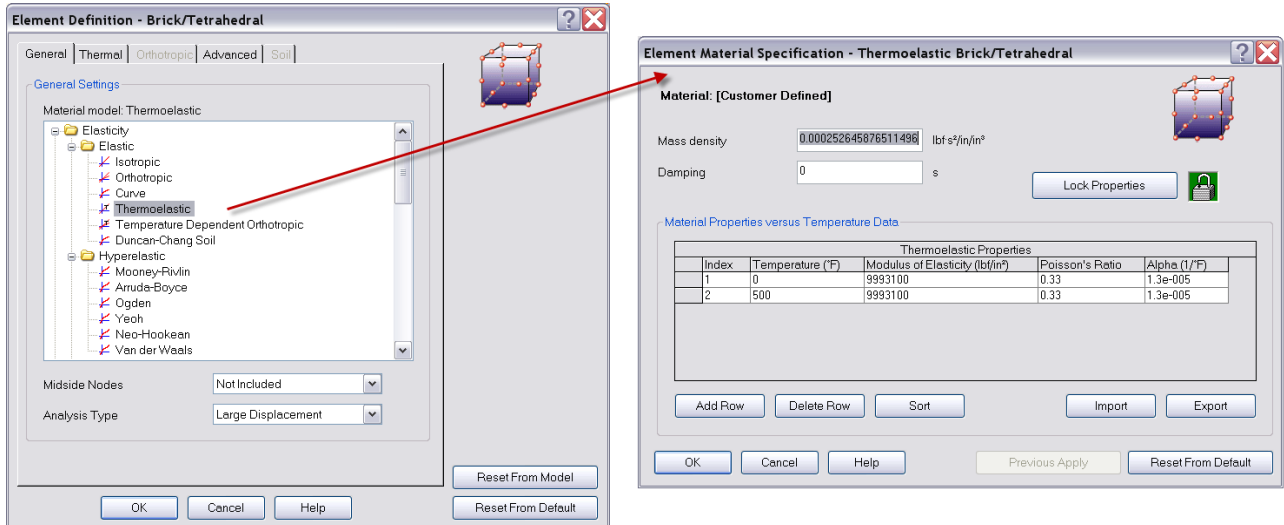 Element Definition - Brick/Tetrahedral
General Thermal Orthotropic Advanced Soil
General Settings
Material model: Thermoelastic
Elasticity
Elastic
Isotropic
Orthotropic
Curve
Thermoelastic
Temperature Dependent Orthotropic
Duncan-Chang Soil
Hyperelastic
Mooney-Rivlin
Arruda-Boyce
Ogden
Yeoh
Neo-Hookean
Van der Waals
Midside Nodes Not Included
Analysis Type Large Displacement
Reset From Model
OK Cancel Help Reset From Default
Element Material Specification - Thermoelastic Brick/Tetrahedral
Material: [Customer Defined]
Mass density 0.000252645876511496 lbf·s²/in/in³
Damping 0 s
Lock Properties
Material Properties versus Temperature Data
Thermoelastic Properties
Index Temperature (°F) Modulus of Elasticity (lbf/in²) Poisson's Ratio Alpha (1/°F)
1 0 9993100 0.33 1.3e-005
2 500 9993100 0.33 1.3e-005
Add Row Delete Row Sort Import Export
OK Cancel Help Previous Apply Reset From Default